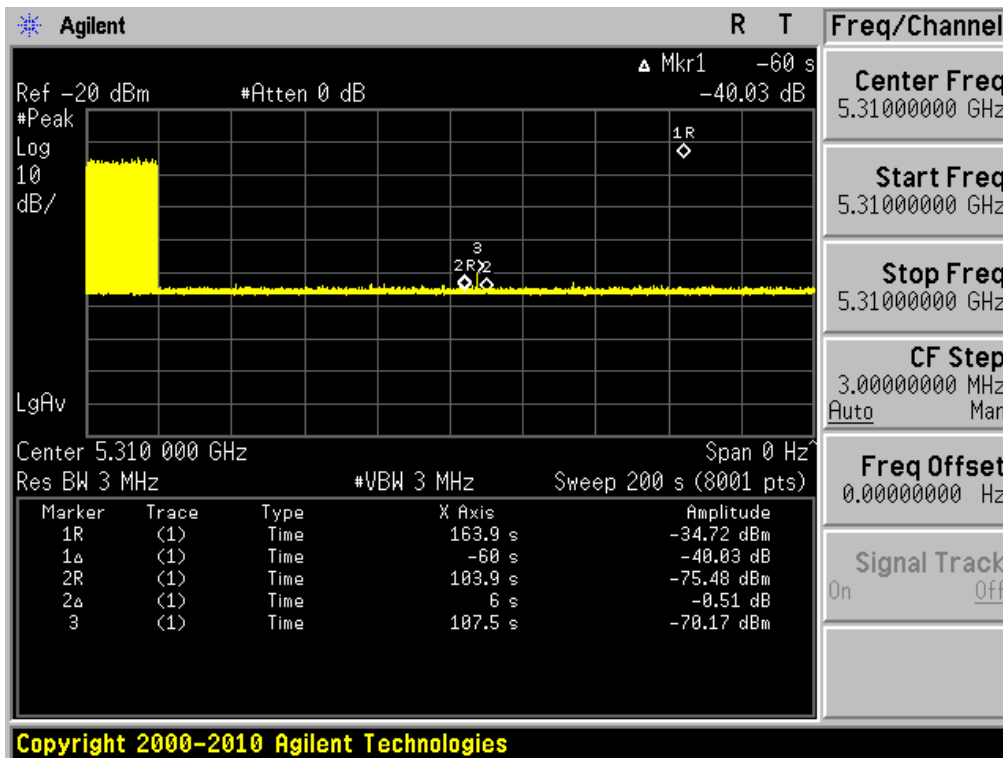 Agilent R T
Δ Mkr1 -60 s
Ref -20 dBm #Atten 0 dB -40.03 dB
#Peak
Log
10
dB/
1R
3
2R 2
LgAv
Center 5.310 000 GHz Span 0 Hz^
Res BW 3 MHz #VBW 3 MHz Sweep 200 s (8001 pts)
Marker Trace Type X Axis Amplitude
1R (1) Time 163.9 s -34.72 dBm
1Δ (1) Time -60 s -40.03 dB
2R (1) Time 103.9 s -75.48 dBm
2Δ (1) Time 6 s -0.51 dB
3 (1) Time 107.5 s -70.17 dBm
Copyright 2000-2010 Agilent Technologies
Freq/Channel
Center Freq
5.31000000 GHz
Start Freq
5.31000000 GHz
Stop Freq
5.31000000 GHz
CF Step
3.00000000 MHz
Auto Man
Freq Offset
0.00000000 Hz
Signal Track
On Off